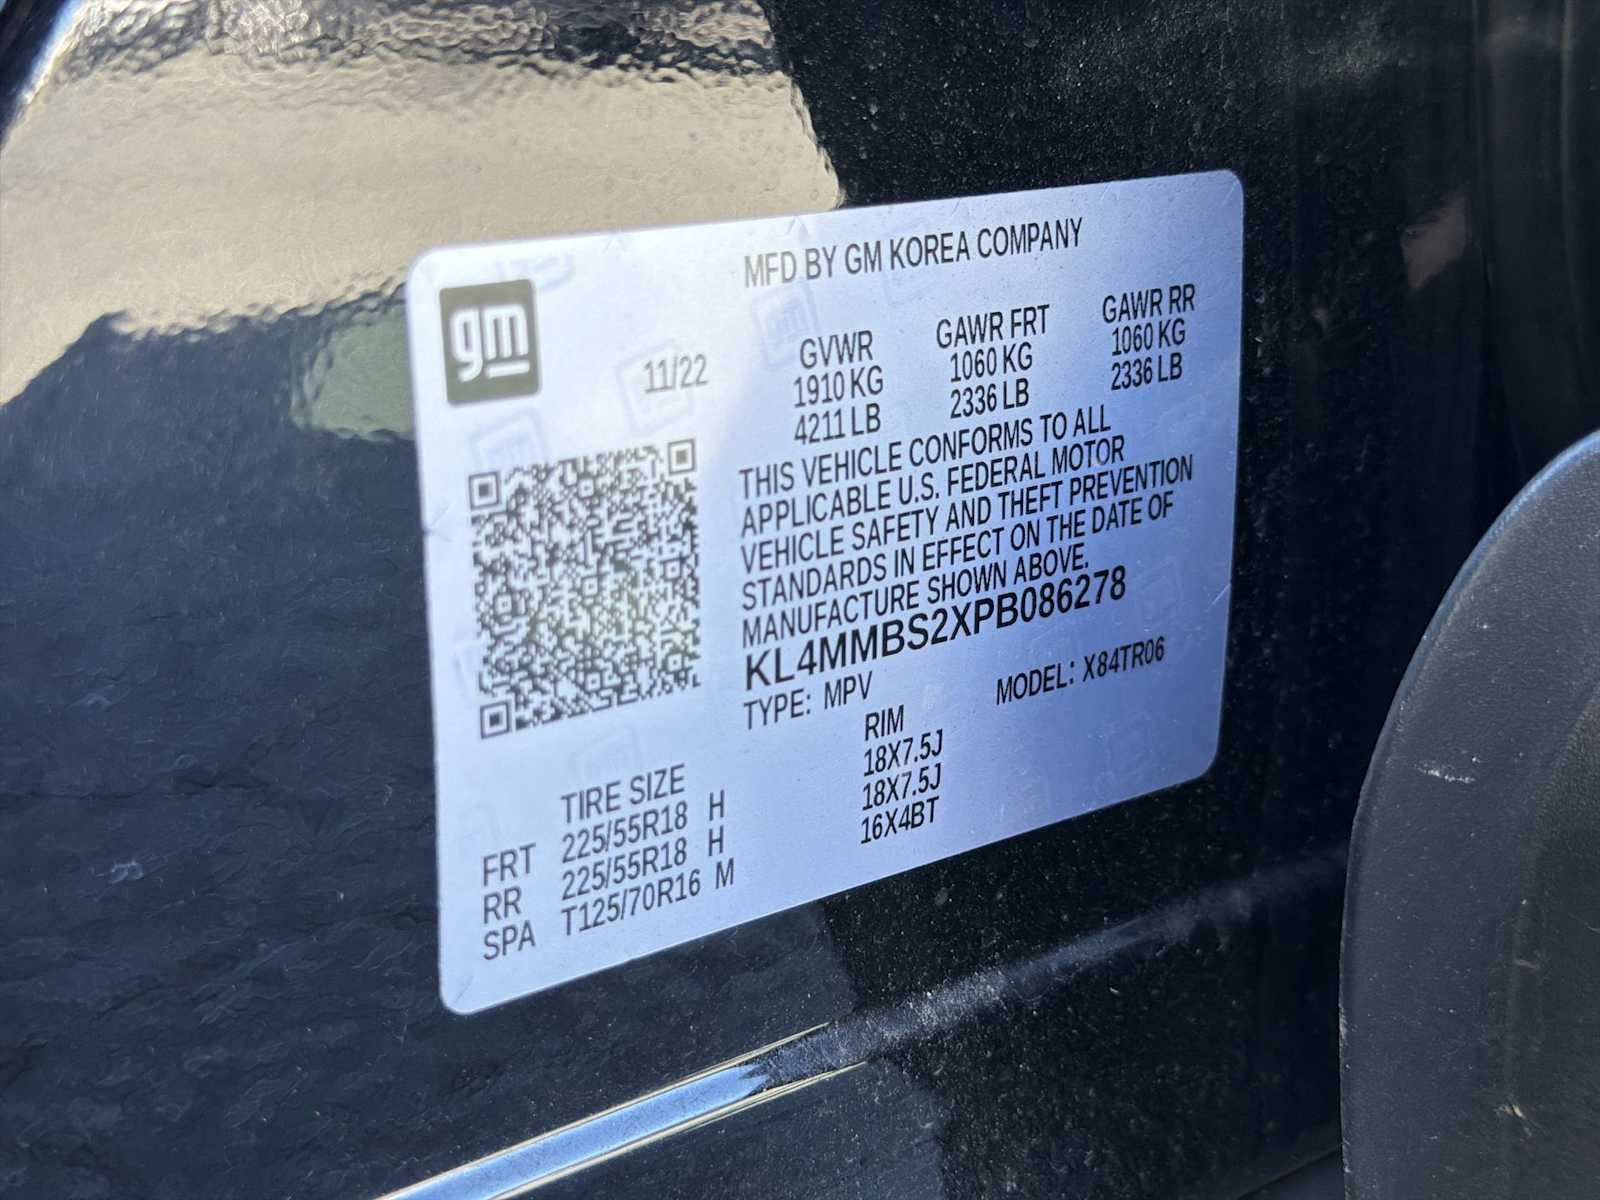 gm
MFD BY GM KOREA COMPANY
11/22
GVWR GAWR FRT GAWR RR
1910 KG 1060 KG 1060 KG
4211 LB 2336 LB 2336 LB
THIS VEHICLE CONFORMS TO ALL
APPLICABLE U.S. FEDERAL MOTOR
VEHICLE SAFETY AND THEFT PREVENTION
STANDARDS IN EFFECT ON THE DATE OF
MANUFACTURE SHOWN ABOVE.
KL4MMBS2XPB086278
TYPE: MPV MODEL: X84TR06
TIRE SIZE RIM
FRT 225/55R18 H 18X7.5J
RR 225/55R18 H 18X7.5J
SPA T125/70R16 M 16X4BT